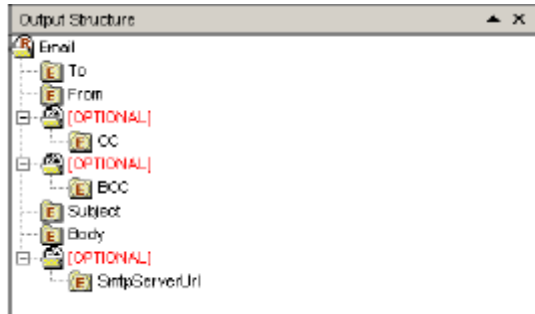 Output Structure
Email
To
From
[OPTIONAL]
CC
[OPTIONAL]
BCC
Subject
Body
[OPTIONAL]
SmtpServerUrl